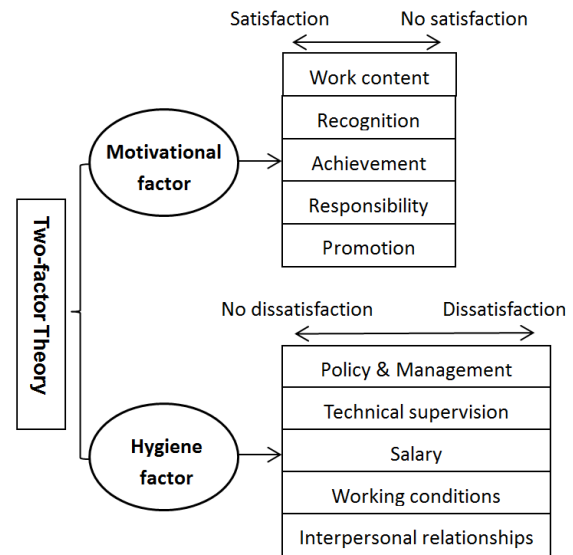 Satisfaction No satisfaction
Work content
Recognition
Achievement
Responsibility
Promotion
Motivational
factor
Two-factor Theory
No dissatisfaction Dissatisfaction
Policy & Management
Technical supervision
Salary
Working conditions
Interpersonal relationships
Hygiene
factor